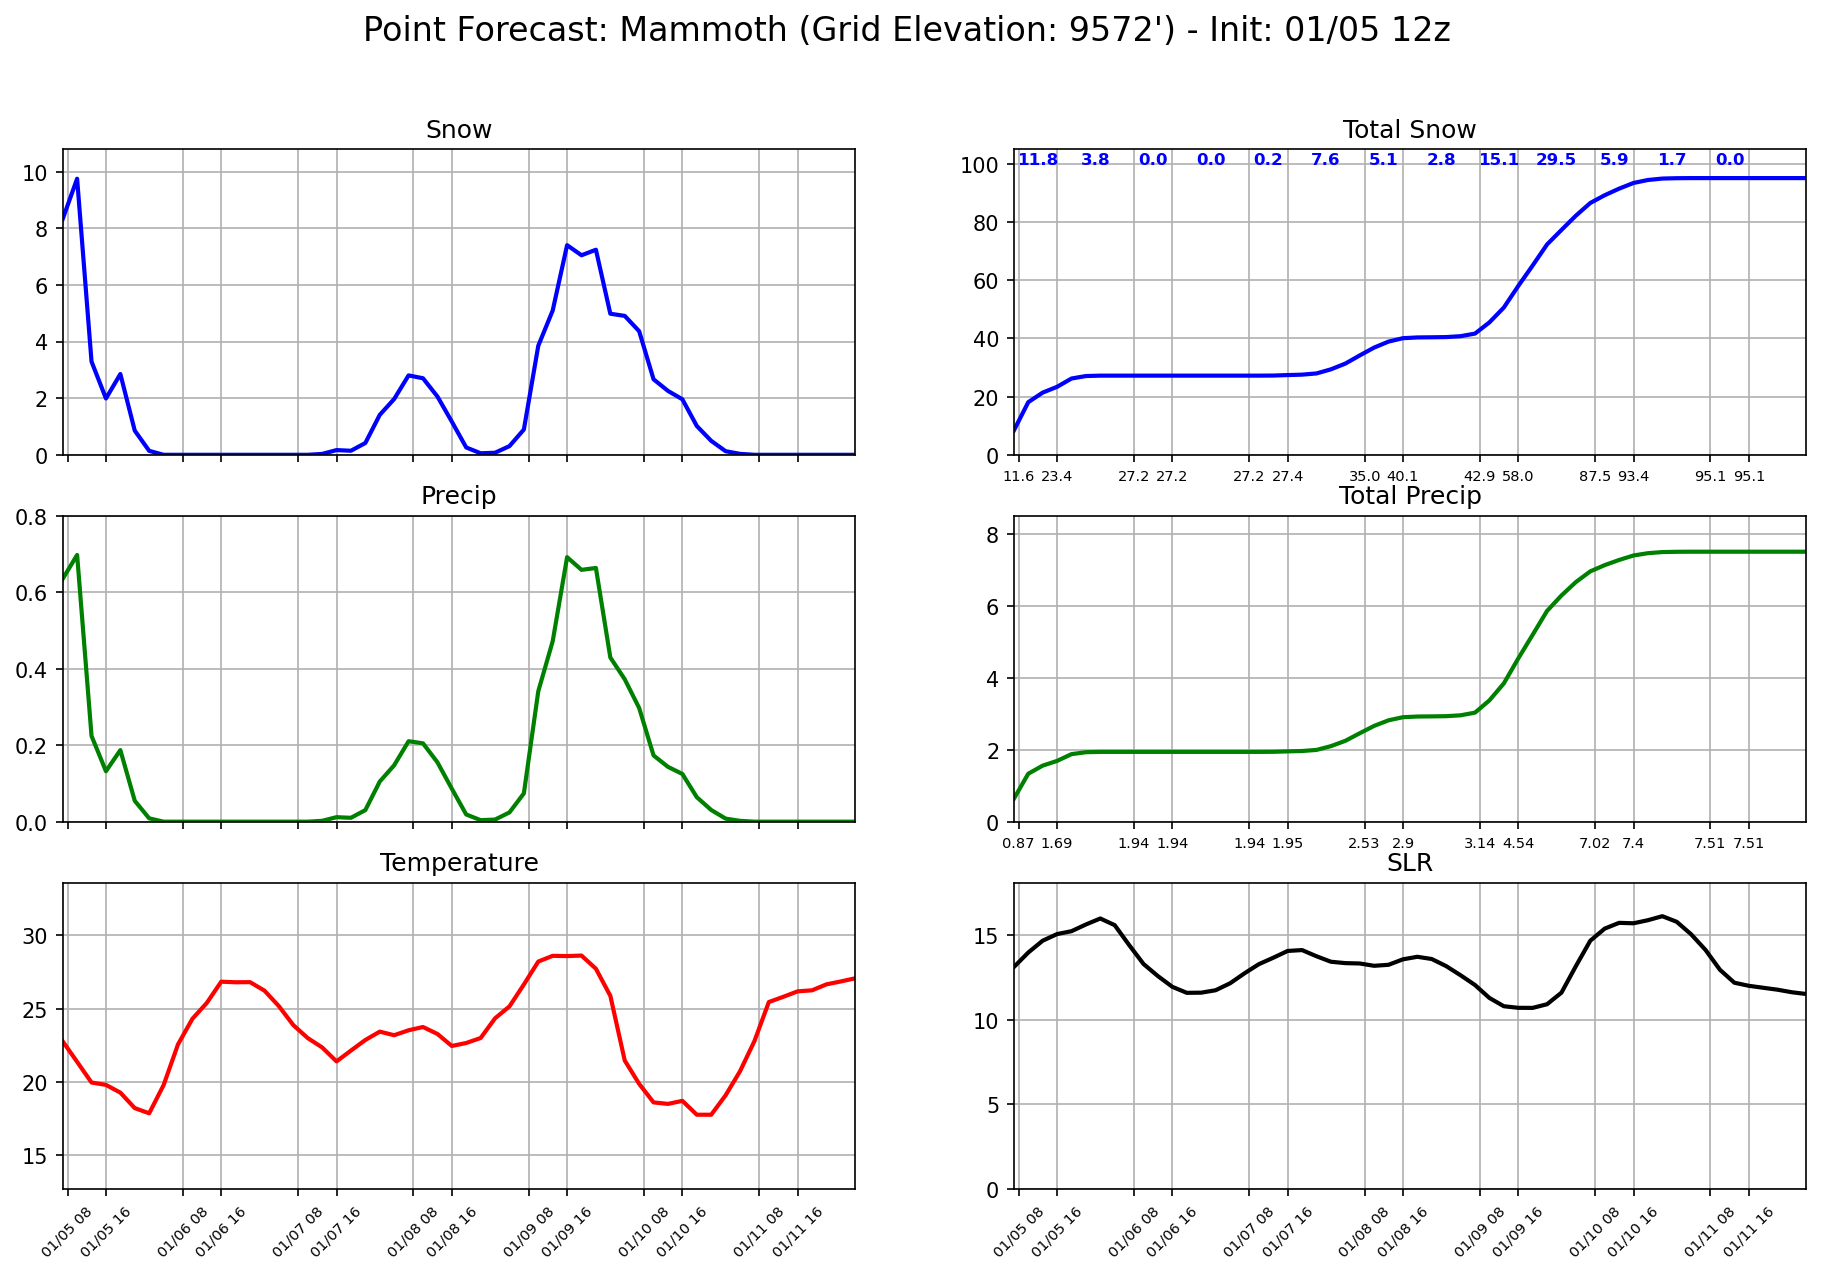 Point Forecast: Mammoth (Grid Elevation: 9572') - Init: 01/05 12z
Snow
10
8
6
4
2
0
Total Snow
11.8 3.8 0.0 0.0 0.2 7.6 5.1 2.8 15.1 29.5 5.9 1.7 0.0
100
80
60
40
20
0
11.6 23.4 27.2 27.2 27.2 27.4 35.0 40.1 42.9 58.0 87.5 93.4 95.1 95.1
Precip
0.8
0.6
0.4
0.2
0.0
Total Precip
8
6
4
2
0
0.87 1.69 1.94 1.94 1.94 1.95 2.53 2.9 3.14 4.54 7.02 7.4 7.51 7.51
Temperature
30
25
20
15
01/05 08 01/05 16 01/06 08 01/06 16 01/07 08 01/07 16 01/08 08 01/08 16 01/09 08 01/09 16 01/10 08 01/10 16 01/11 08 01/11 16
SLR
15
10
5
0
01/05 08 01/05 16 01/06 08 01/06 16 01/07 08 01/07 16 01/08 08 01/08 16 01/09 08 01/09 16 01/10 08 01/10 16 01/11 08 01/11 16